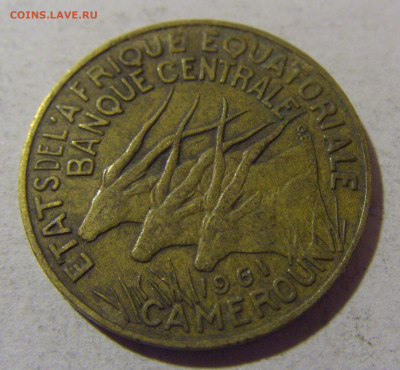 COINS.LAVE.RU
ETATS DE L'AFRIQUE EQUATORIALE
BANQUE CENTRALE
1961
CAMEROUN